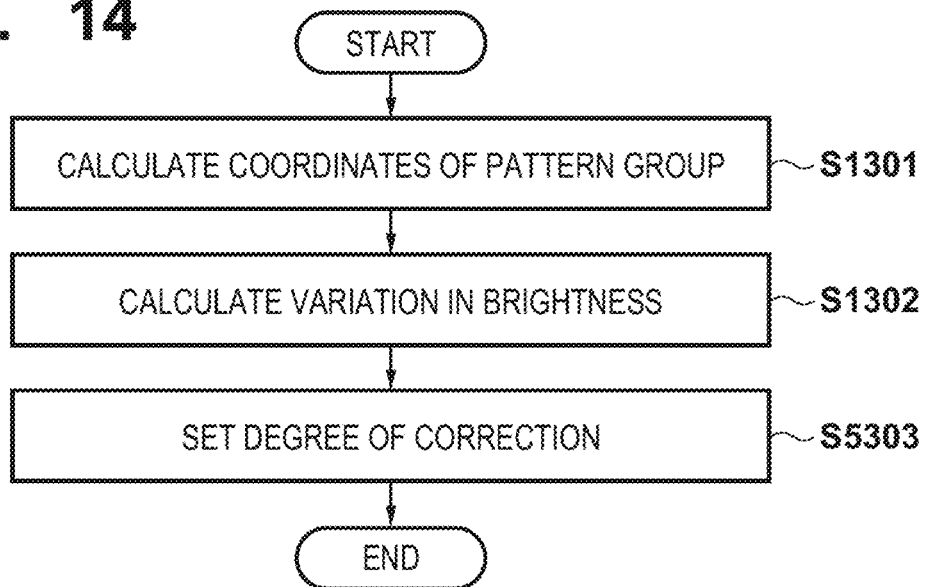 . 14
START
CALCULATE COORDINATES OF PATTERN GROUP S1301
CALCULATE VARIATION IN BRIGHTNESS S1302
SET DEGREE OF CORRECTION S5303
END